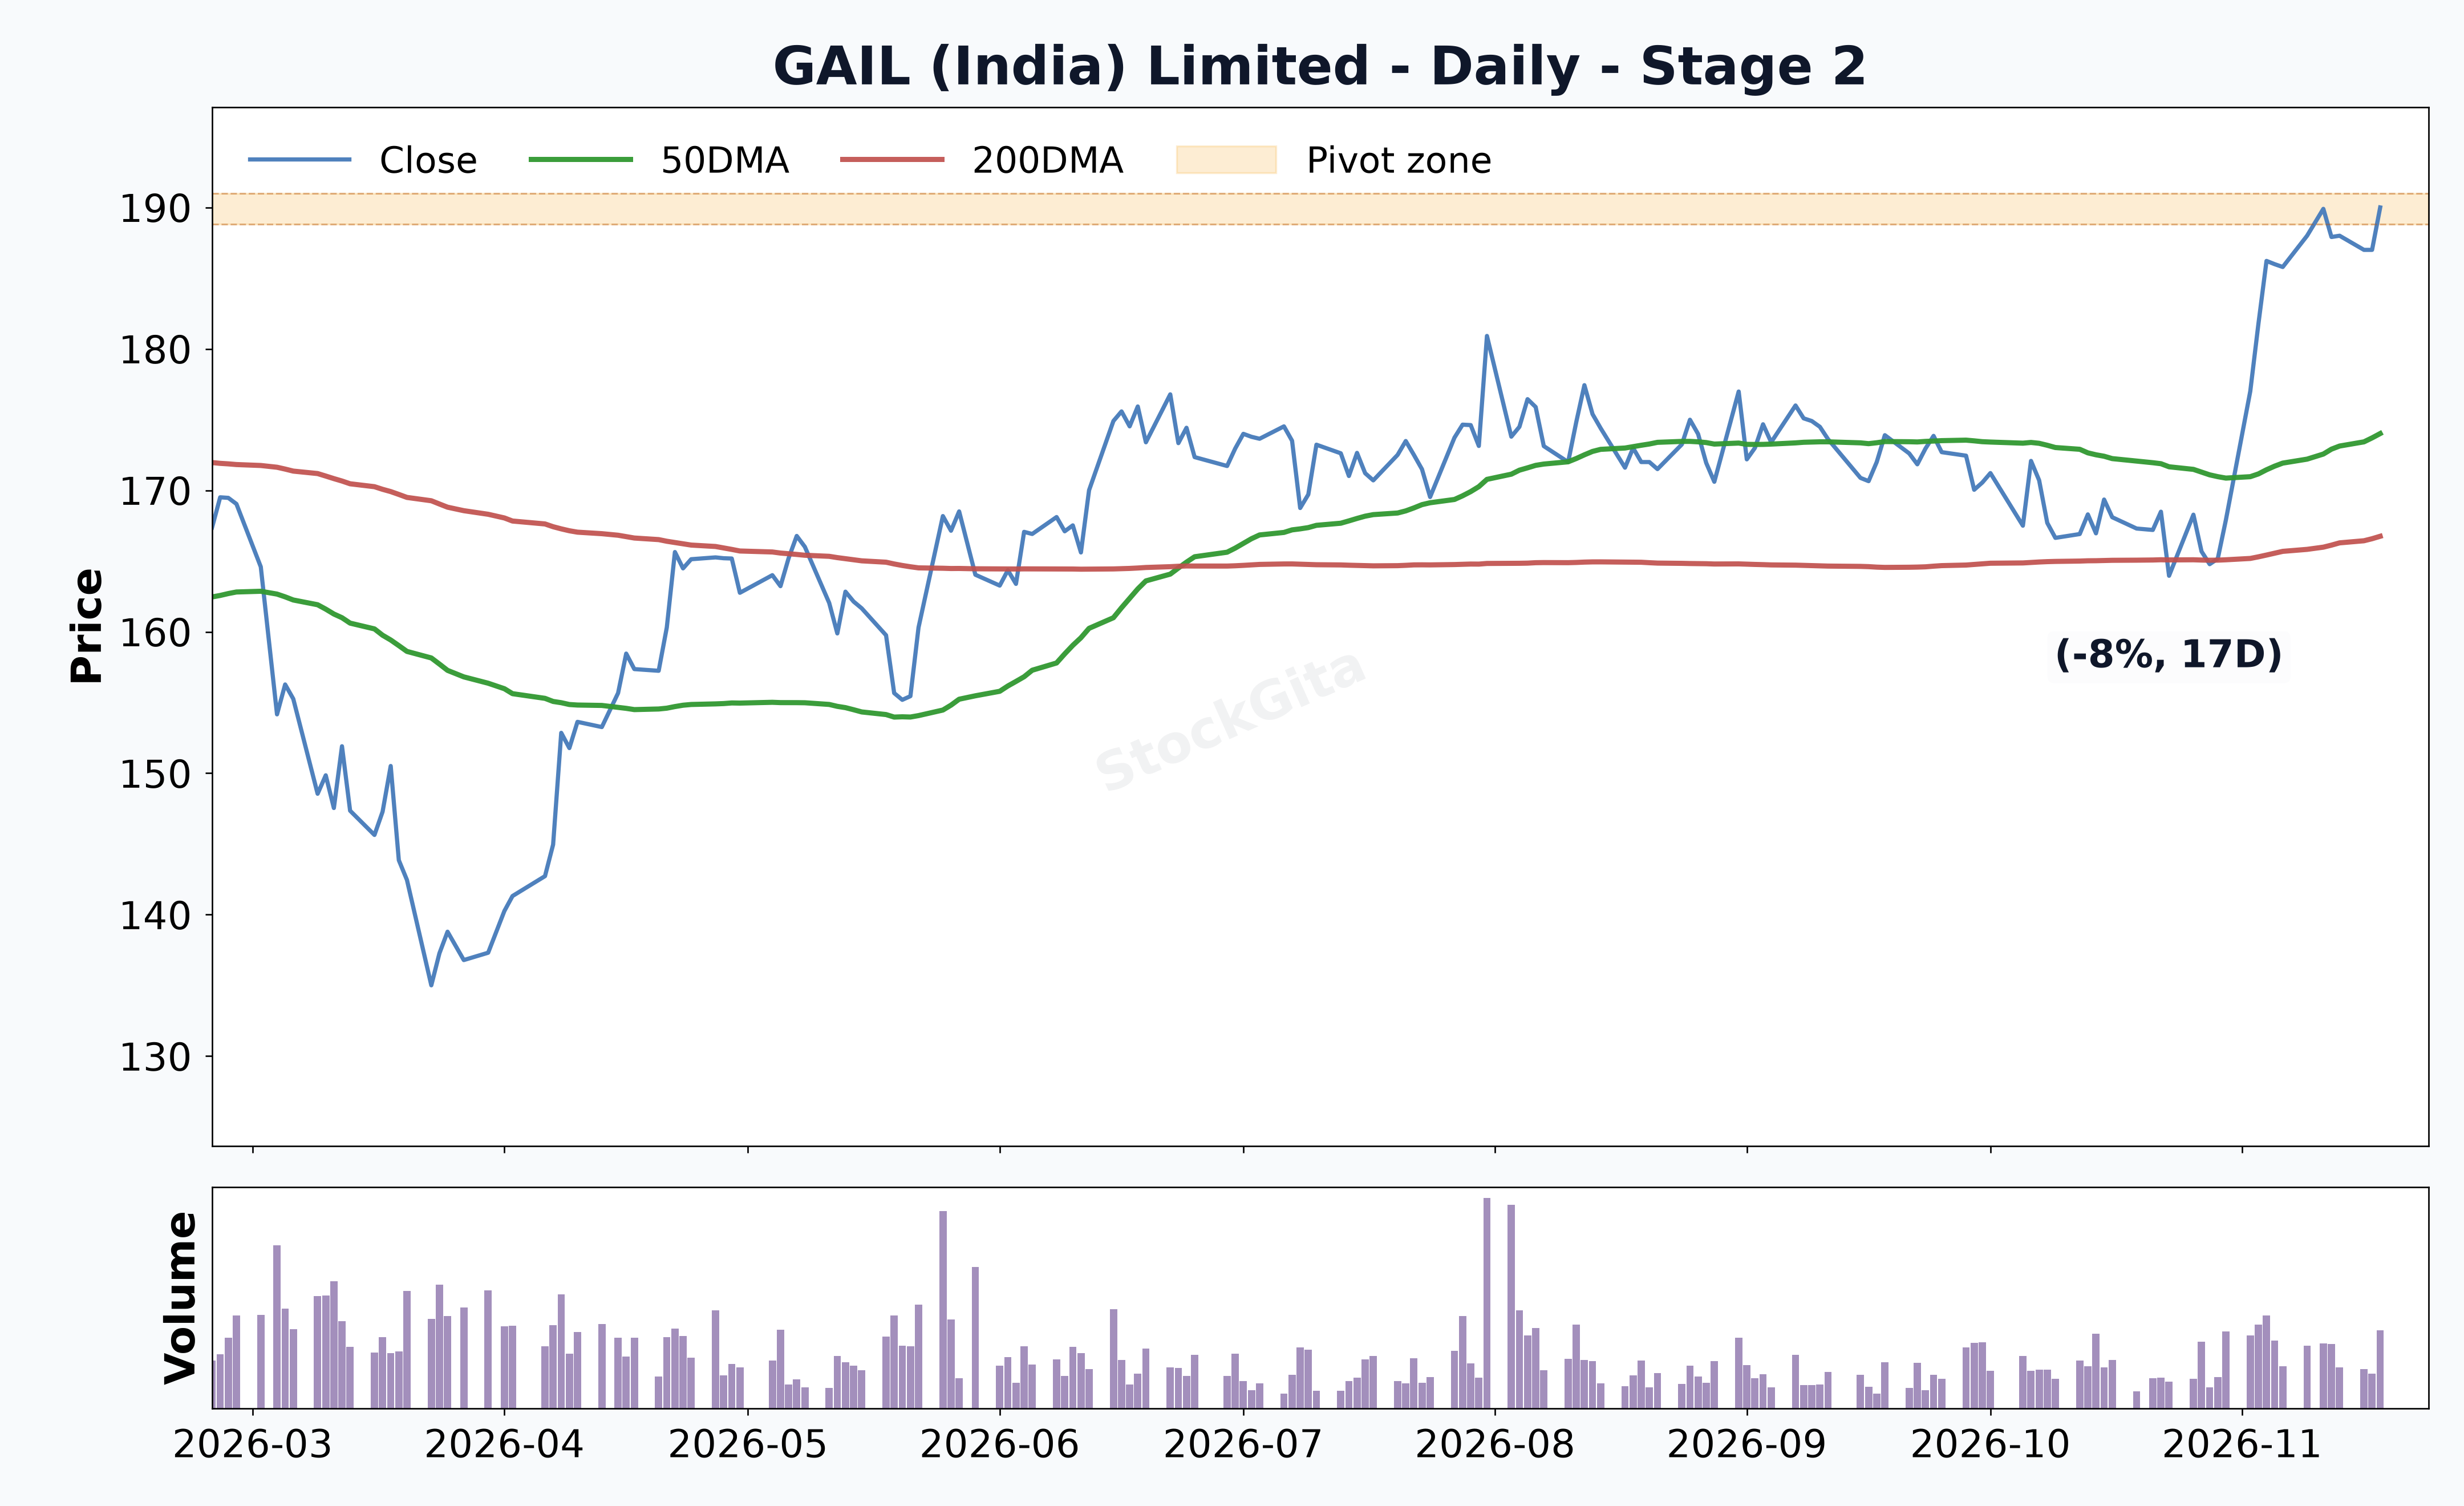 GAIL (India) Limited - Daily - Stage 2
Close 50DMA 200DMA Pivot zone
190
180
170
160
150
140
130
Price
(-8%, 17D)
StockGita
Volume
2026-03 2026-04 2026-05 2026-06 2026-07 2026-08 2026-09 2026-10 2026-11